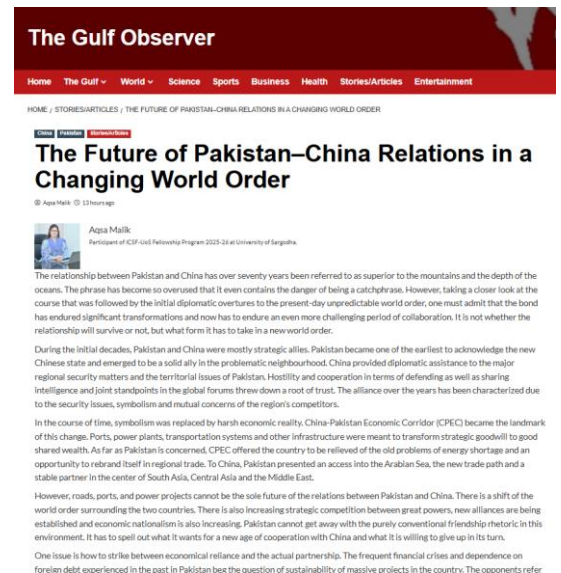 The Gulf Observer
Home The Gulf World Science Sports Business Health Stories/Articles Entertainment
HOME / STORIES/ARTICLES / THE FUTURE OF PAKISTAN–CHINA RELATIONS IN A CHANGING WORLD ORDER
China Pakistan Stories/Articles
The Future of Pakistan–China Relations in a
Changing World Order
Aqsa Malik 13 hours ago
Aqsa Malik
Participant of ICSF-UoS Fellowship Program 2025-26 at University of Sargodha.
The relationship between Pakistan and China has over seventy years been referred to as superior to the mountains and the depth of the
oceans. The phrase has become so overused that it even contains the danger of being a catchphrase. However, taking a closer look at the
course that was followed by the initial diplomatic overtures to the present-day unpredictable world order, one must admit that the bond
has endured significant transformations and now has to endure an even more challenging period of collaboration. It is not whether the
relationship will survive or not, but what form it has to take in a new world order.
During the initial decades, Pakistan and China were mostly strategic allies. Pakistan became one of the earliest to acknowledge the new
Chinese state and emerged to be a solid ally in the problematic neighbourhood. China provided diplomatic assistance to the major
regional security matters and the territorial issues of Pakistan. Hostility and cooperation in terms of defending as well as sharing
intelligence and joint standpoints in the global forums threw down a root of trust. The alliance over the years has been characterized due
to the security issues, symbolism and mutual concerns of the region's competitors.
In the course of time, symbolism was replaced by harsh economic reality. China-Pakistan Economic Corridor (CPEC) became the landmark
of this change. Ports, power plants, transportation systems and other infrastructure were meant to transform strategic goodwill to good
shared wealth. As far as Pakistan is concerned, CPEC offered the country to be relieved of the old problems of energy shortage and an
opportunity to rebrand itself in regional trade. To China, Pakistan presented an access into the Arabian Sea, the new trade path and a
stable partner in the center of South Asia, Central Asia and the Middle East.
However, roads, ports, and power projects cannot be the sole future of the relations between Pakistan and China. There is a shift of the
world order surrounding the two countries. There is also increasing strategic competition between great powers, new alliances are being
established and economic nationalism is also increasing. Pakistan cannot get away with the purely conventional friendship rhetoric in this
environment. It has to spell out what it wants for a new age of cooperation with China and what it is willing to give up in its turn.
One issue is how to strike between economical reliance and the actual partnership. The frequent financial crises and dependence on
foreign debt experienced in the past in Pakistan beg the question of sustainability of massive projects in the country. The opponents refer